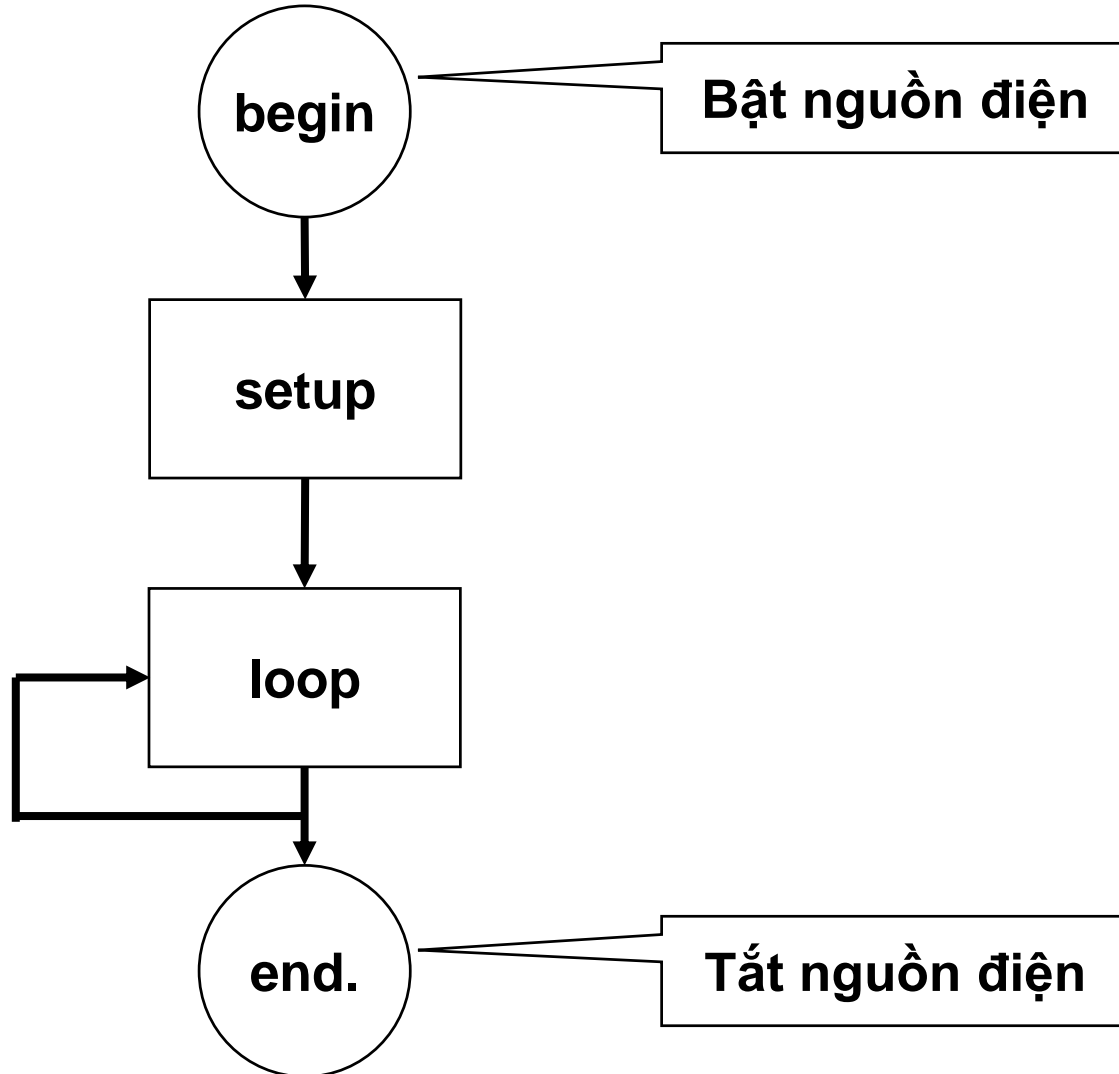 begin
Bật nguồn điện
setup
loop
end.
Tắt nguồn điện